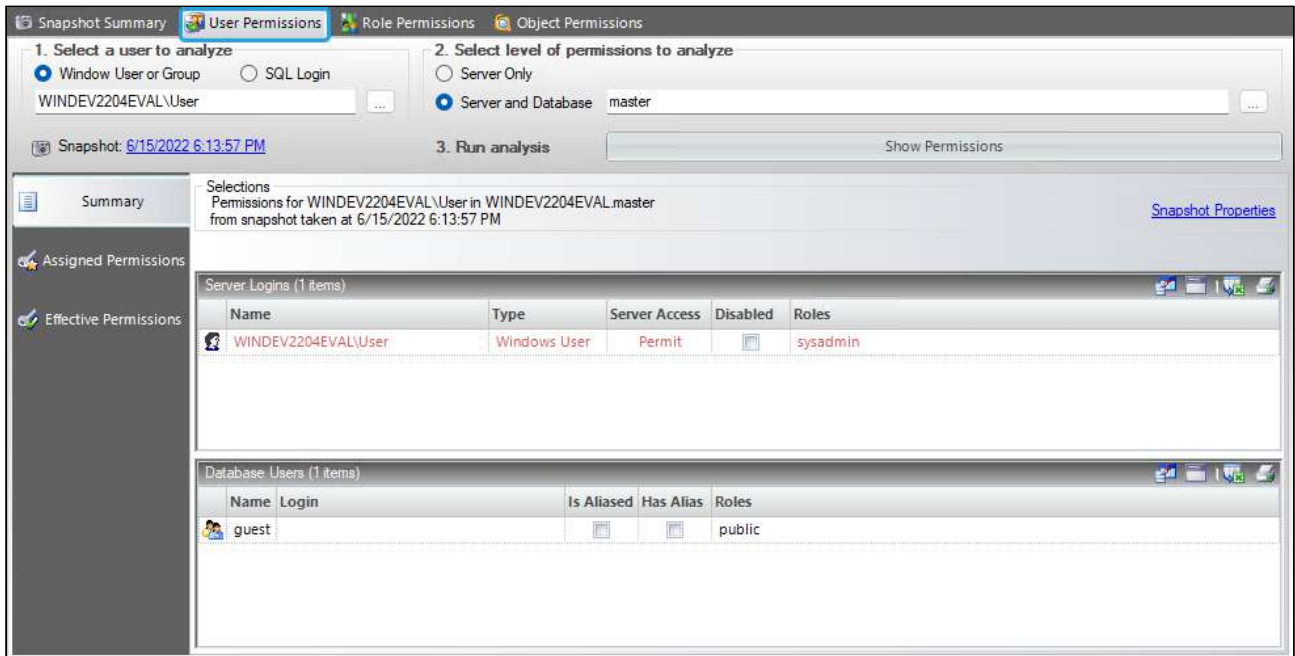 Snapshot Summary User Permissions Role Permissions Object Permissions
1. Select a user to analyze 2. Select level of permissions to analyze
Window User or Group SQL Login Server Only
WINDEV2204EVAL\User ... Server and Database master ...
Snapshot: 6/15/2022 6:13:57 PM 3. Run analysis Show Permissions
Summary
Assigned Permissions
Effective Permissions
Selections
Permissions for WINDEV2204EVAL\User in WINDEV2204EVAL.master
from snapshot taken at 6/15/2022 6:13:57 PM
Snapshot Properties
Server Logins (1 items)
Name Type Server Access Disabled Roles
WINDEV2204EVAL\User Windows User Permit sysadmin
Database Users (1 items)
Name Login Is Aliased Has Alias Roles
guest public